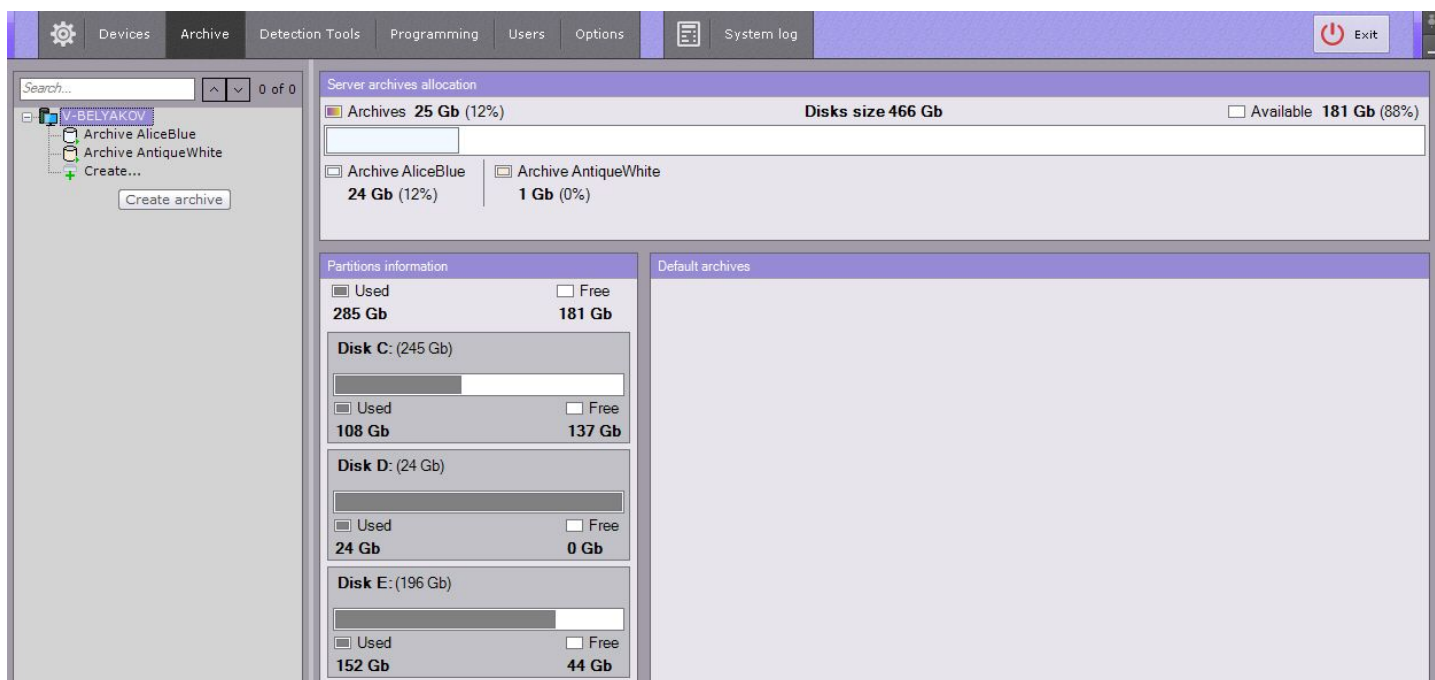 Devices Archive Detection Tools Programming Users Options System log Exit
Search... 0 of 0
V-BELYAKOV
Archive AliceBlue
Archive AntiqueWhite
Create...
Create archive
Server archives allocation
Archives 25 Gb (12%) Disks size 466 Gb Available 181 Gb (88%)
Archive AliceBlue Archive AntiqueWhite
24 Gb (12%) 1 Gb (0%)
Partitions information
Used Free
285 Gb 181 Gb
Disk C: (245 Gb)
Used Free
108 Gb 137 Gb
Disk D: (24 Gb)
Used Free
24 Gb 0 Gb
Disk E: (196 Gb)
Used Free
152 Gb 44 Gb
Default archives